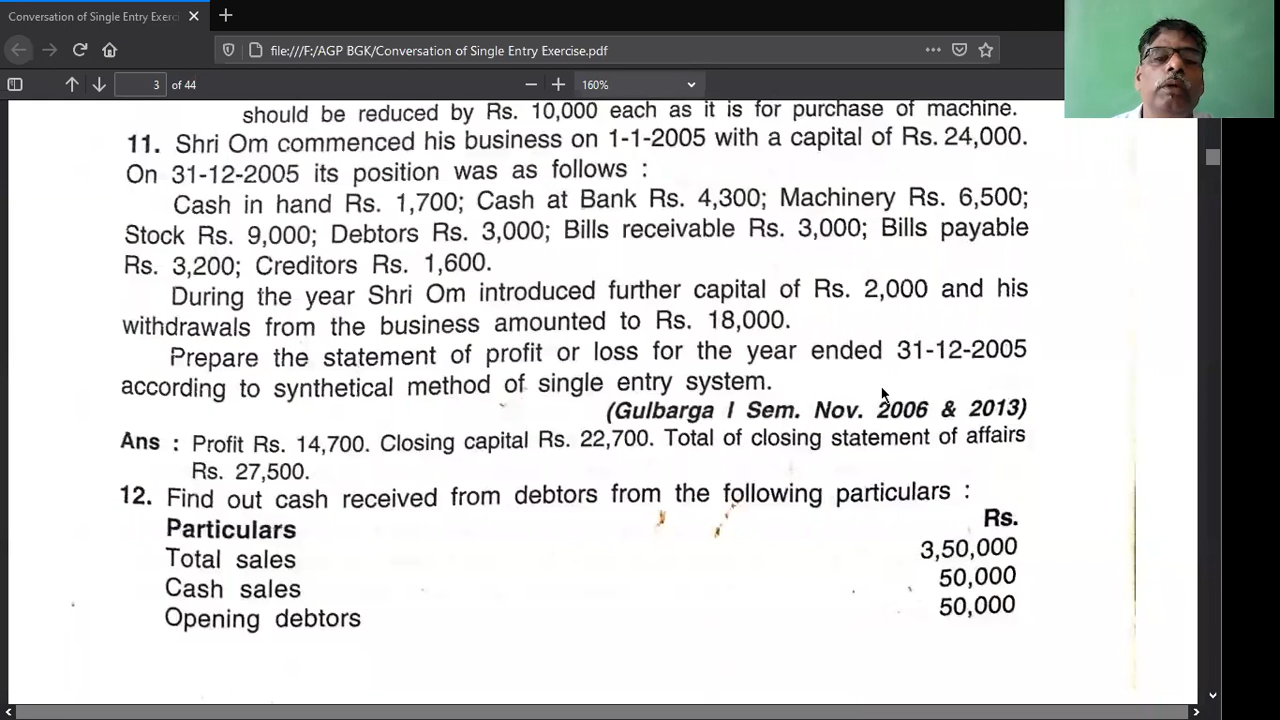 Conversation of Single Entry Exerc
file:///F:/AGP BGK/Conversation of Single Entry Exercise.pdf
3 of 44
160%
should be reduced by Rs. 10,000 each as it is for purchase of machine.
11. Shri Om commenced his business on 1-1-2005 with a capital of Rs. 24,000.
On 31-12-2005 its position was as follows :
Cash in hand Rs. 1,700; Cash at Bank Rs. 4,300; Machinery Rs. 6,500;
Stock Rs. 9,000; Debtors Rs. 3,000; Bills receivable Rs. 3,000; Bills payable
Rs. 3,200; Creditors Rs. 1,600.
During the year Shri Om introduced further capital of Rs. 2,000 and his
withdrawals from the business amounted to Rs. 18,000.
Prepare the statement of profit or loss for the year ended 31-12-2005
according to synthetical method of single entry system.
(Gulbarga I Sem. Nov. 2006 & 2013)
Ans : Profit Rs. 14,700. Closing capital Rs. 22,700. Total of closing statement of affairs
Rs. 27,500.
12. Find out cash received from debtors from the following particulars :
Particulars Rs.
Total sales 3,50,000
Cash sales 50,000
Opening debtors 50,000